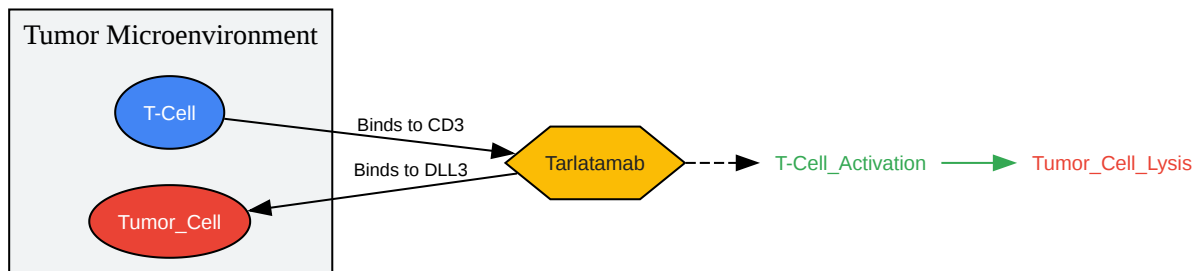 Tumor Microenvironment
T-Cell
Binds to CD3
Tarlatamab
T-Cell_Activation
Tumor_Cell_Lysis
Binds to DLL3
Tumor_Cell